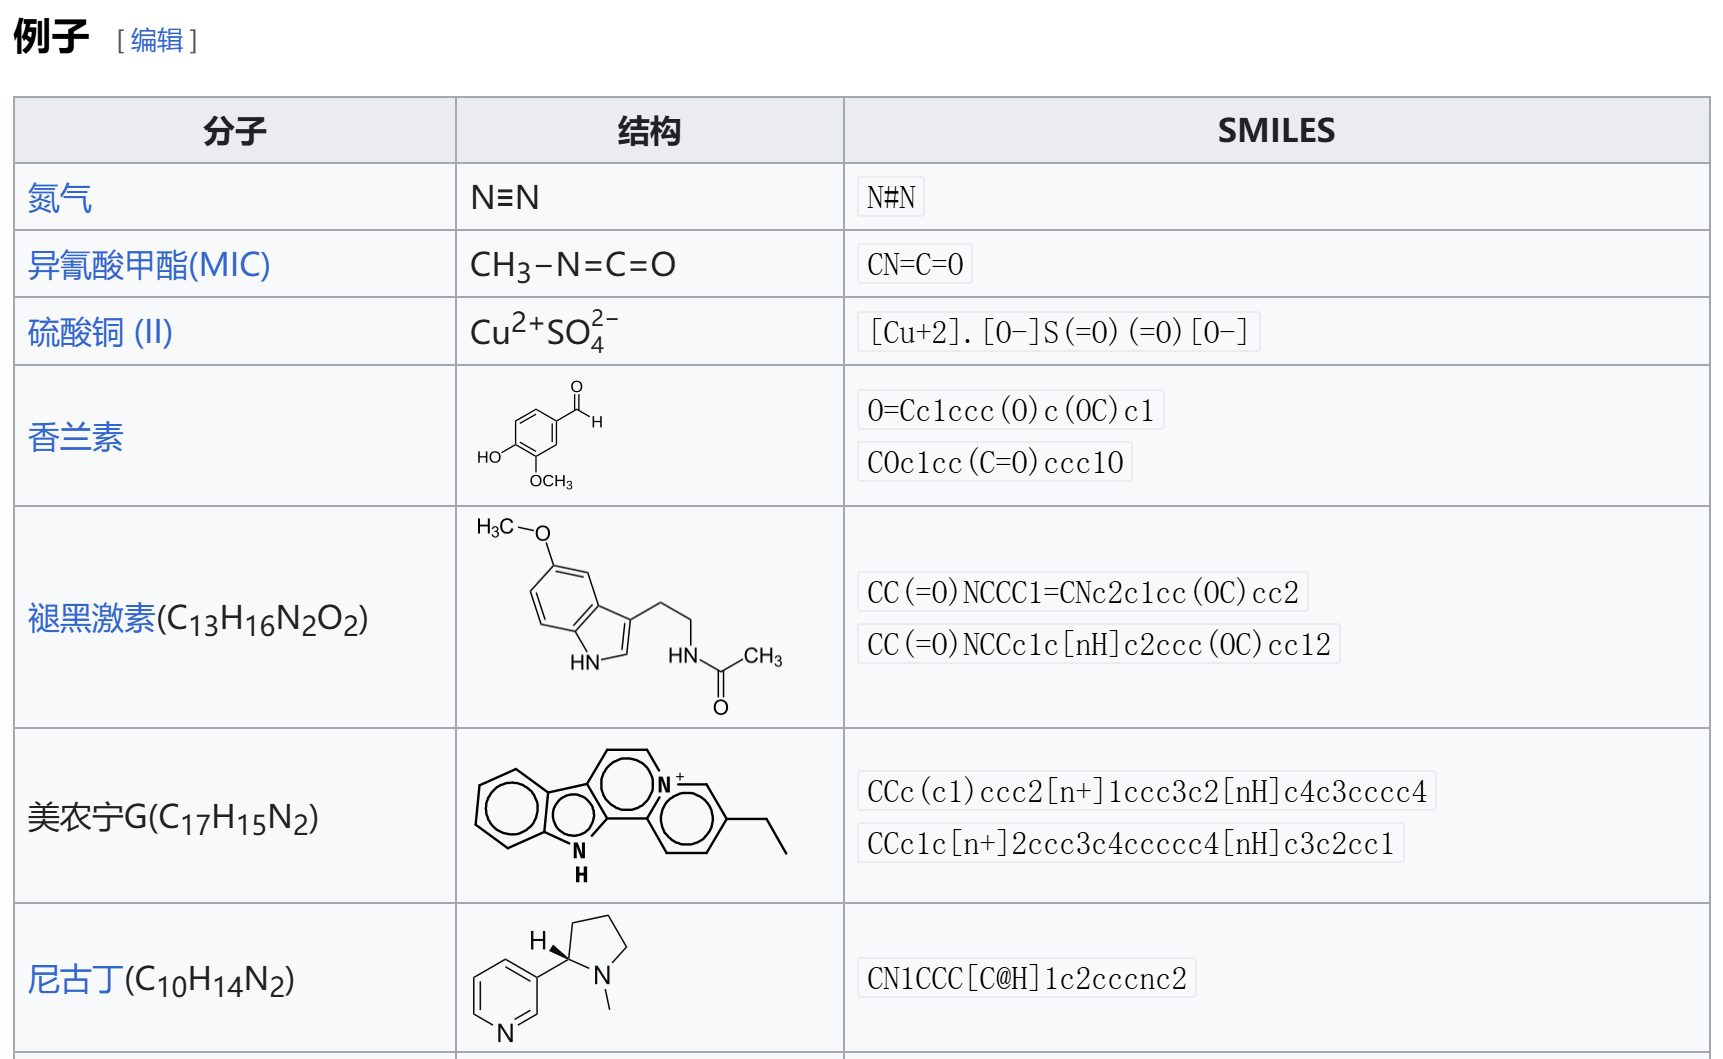 例子 [编辑]
分子 结构 SMILES
氮气 N≡N N#N
异氰酸甲酯(MIC) CH₃−N=C=O CN=C=O
硫酸铜 (II) Cu²⁺SO₄²⁻ [Cu+2].[O-]S(=O)(=O)[O-]
香兰素
O
H
HO
OCH₃
O=Cc1ccc(O)c(OC)c1
COc1cc(C=O)ccc1O
褪黑激素(C₁₃H₁₆N₂O₂)
H₃C O
HN
HN CH₃
O
CC(=O)NCCC1=CNc2c1cc(OC)cc2
CC(=O)NCCc1c[nH]c2ccc(OC)cc12
美农宁G(C₁₇H₁₅N₂)
N⁺
N
H
CCc(c1)ccc2[n+]1ccc3c2[nH]c4c3cccc4
CCc1c[n+]2ccc3c4ccccc4[nH]c3c2cc1
尼古丁(C₁₀H₁₄N₂)
H
N
N
CN1CCC[C@H]1c2cccnc2